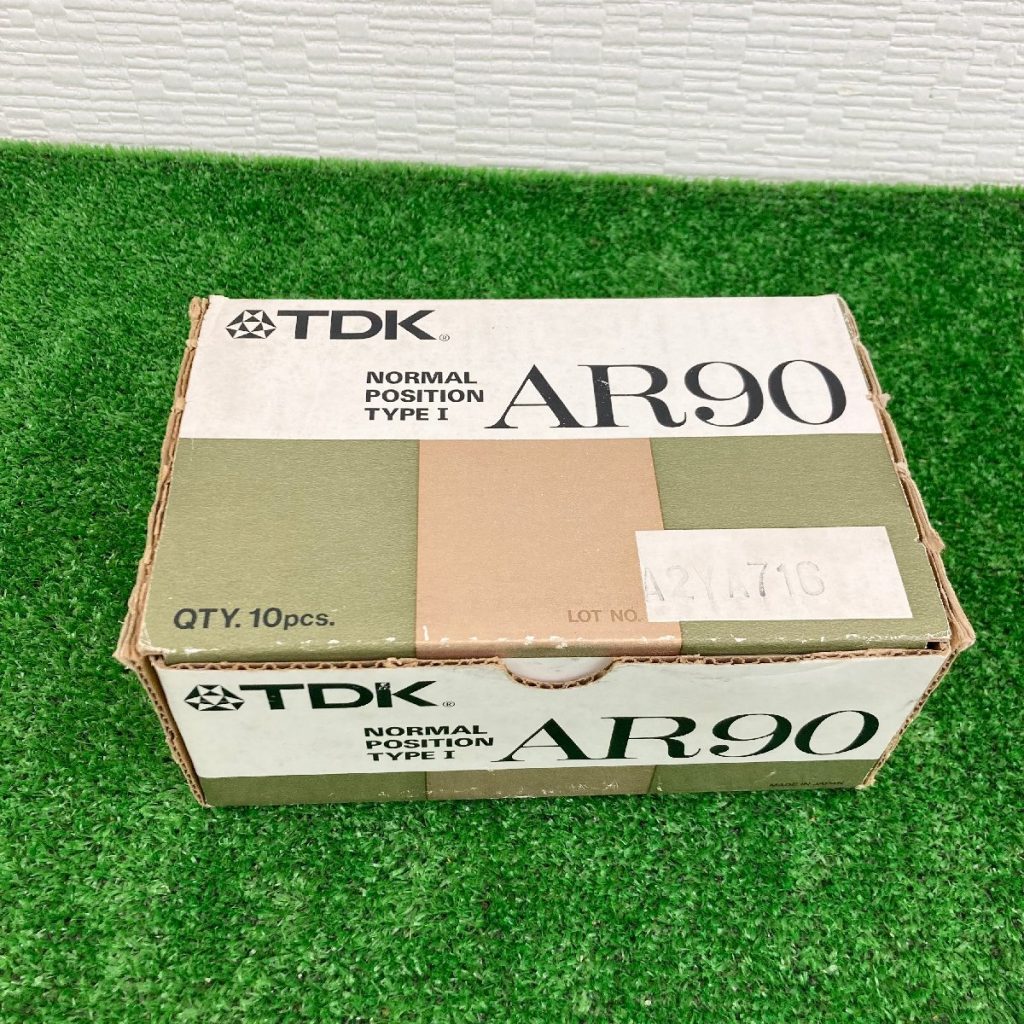 TDK®
NORMAL
POSITION
TYPE I
AR90
QTY. 10pcs.
LOT NO.
A2YA716
TDK®
NORMAL
POSITION
TYPE I
AR90
MADE IN JAPAN